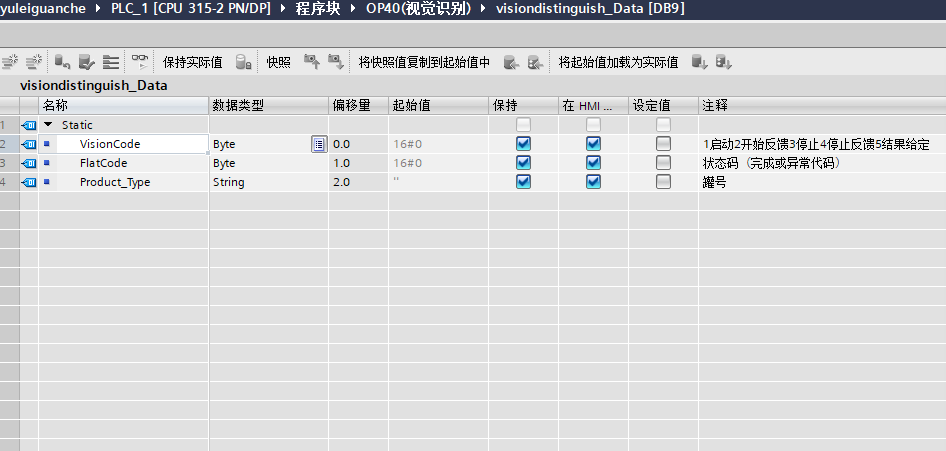 yuleiguanche ▸ PLC_1 [CPU 315-2 PN/DP] ▸ 程序块 ▸ OP40(视觉识别) ▸ visiondistinguish_Data [DB9]
保持实际值 快照 将快照值复制到起始值中 将起始值加载为实际值
visiondistinguish_Data
名称 数据类型 偏移量 起始值 保持 在 HMI ... 设定值 注释
1 Static
2 VisionCode Byte 0.0 16#0 1启动2开始反馈3停止4停止反馈5结果给定
3 FlatCode Byte 1.0 16#0 状态码（完成或异常代码）
4 Product_Type String 2.0 '' 罐号